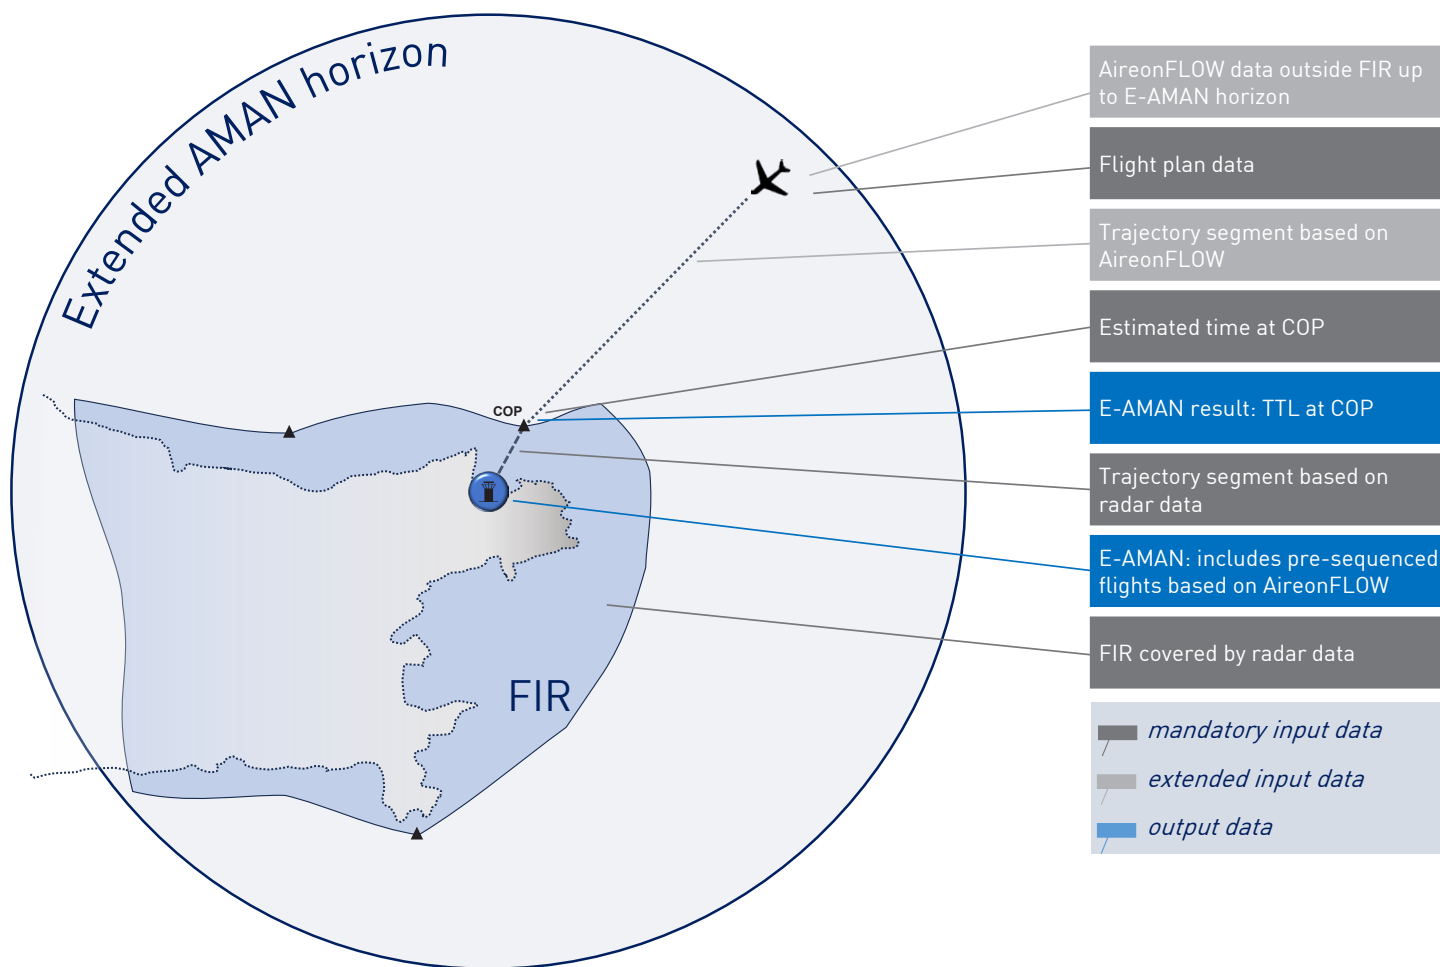 Extended AMAN horizon
COP
FIR
AireonFLOW data outside FIR up
to E-AMAN horizon
Flight plan data
Trajectory segment based on
AireonFLOW
Estimated time at COP
E-AMAN result: TTL at COP
Trajectory segment based on
radar data
E-AMAN: includes pre-sequenced
flights based on AireonFLOW
FIR covered by radar data
mandatory input data
extended input data
output data